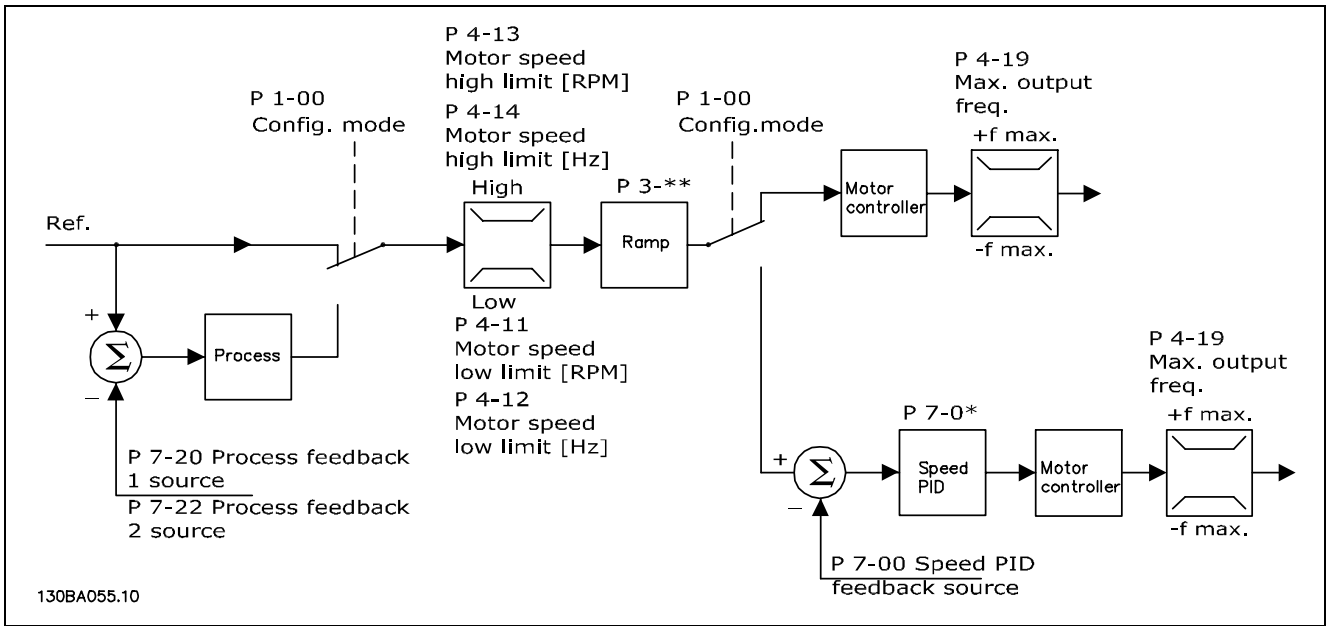 P 4-13
Motor speed
high limit [RPM]
P 4-14
Motor speed
high limit [Hz]
P 1-00
Config. mode
High
P 3-**
P 1-00
Config.mode
P 4-19
Max. output
freq.
+f max.
Motor
controller
-f max.
Ref.
Ramp
Low
P 4-11
Motor speed
low limit [RPM]
P 4-12
Motor speed
low limit [Hz]
+
Σ
−
Process
P 7-20 Process feedback
1 source
P 7-22 Process feedback
2 source
P 7-0*
+
Σ
−
Speed
PID
Motor
controller
P 4-19
Max. output
freq.
+f max.
-f max.
P 7-00 Speed PID
feedback source
130BA055.10